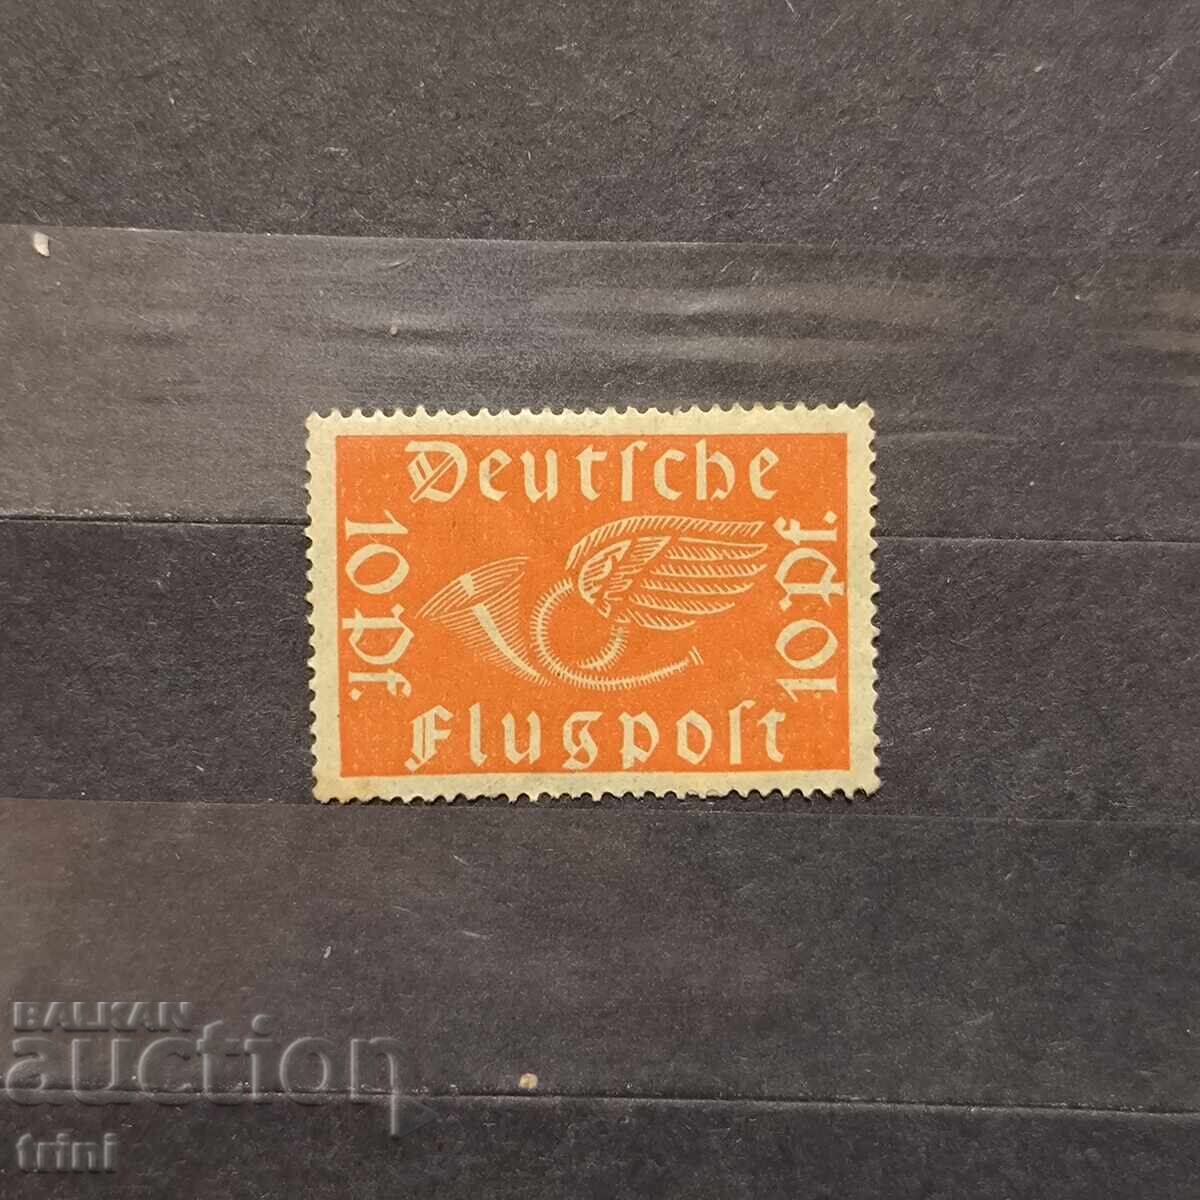 Deutſche
10 Pf.
10 Pf.
Flugpoſt
BALKAN
auction
trini